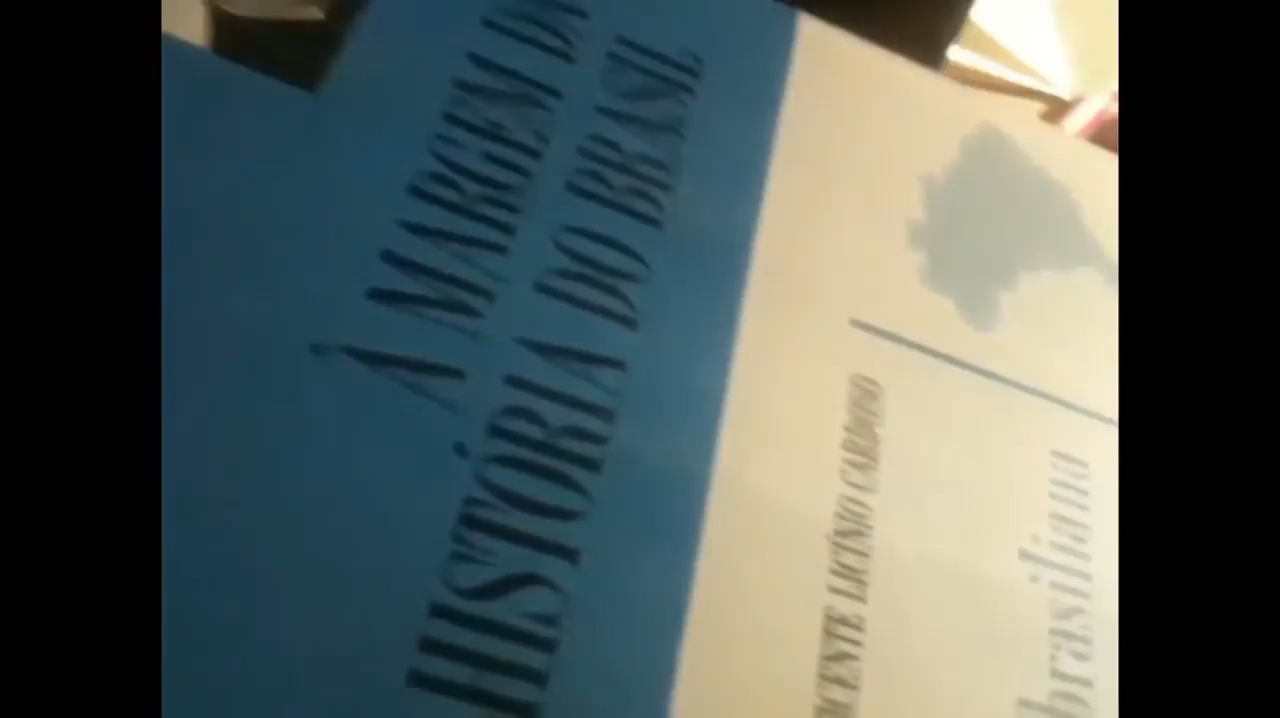 A MARGEM DA
HISTÓRIA DO BRASIL
VICENTE LICÍNIO CARDOSO
brasiliana